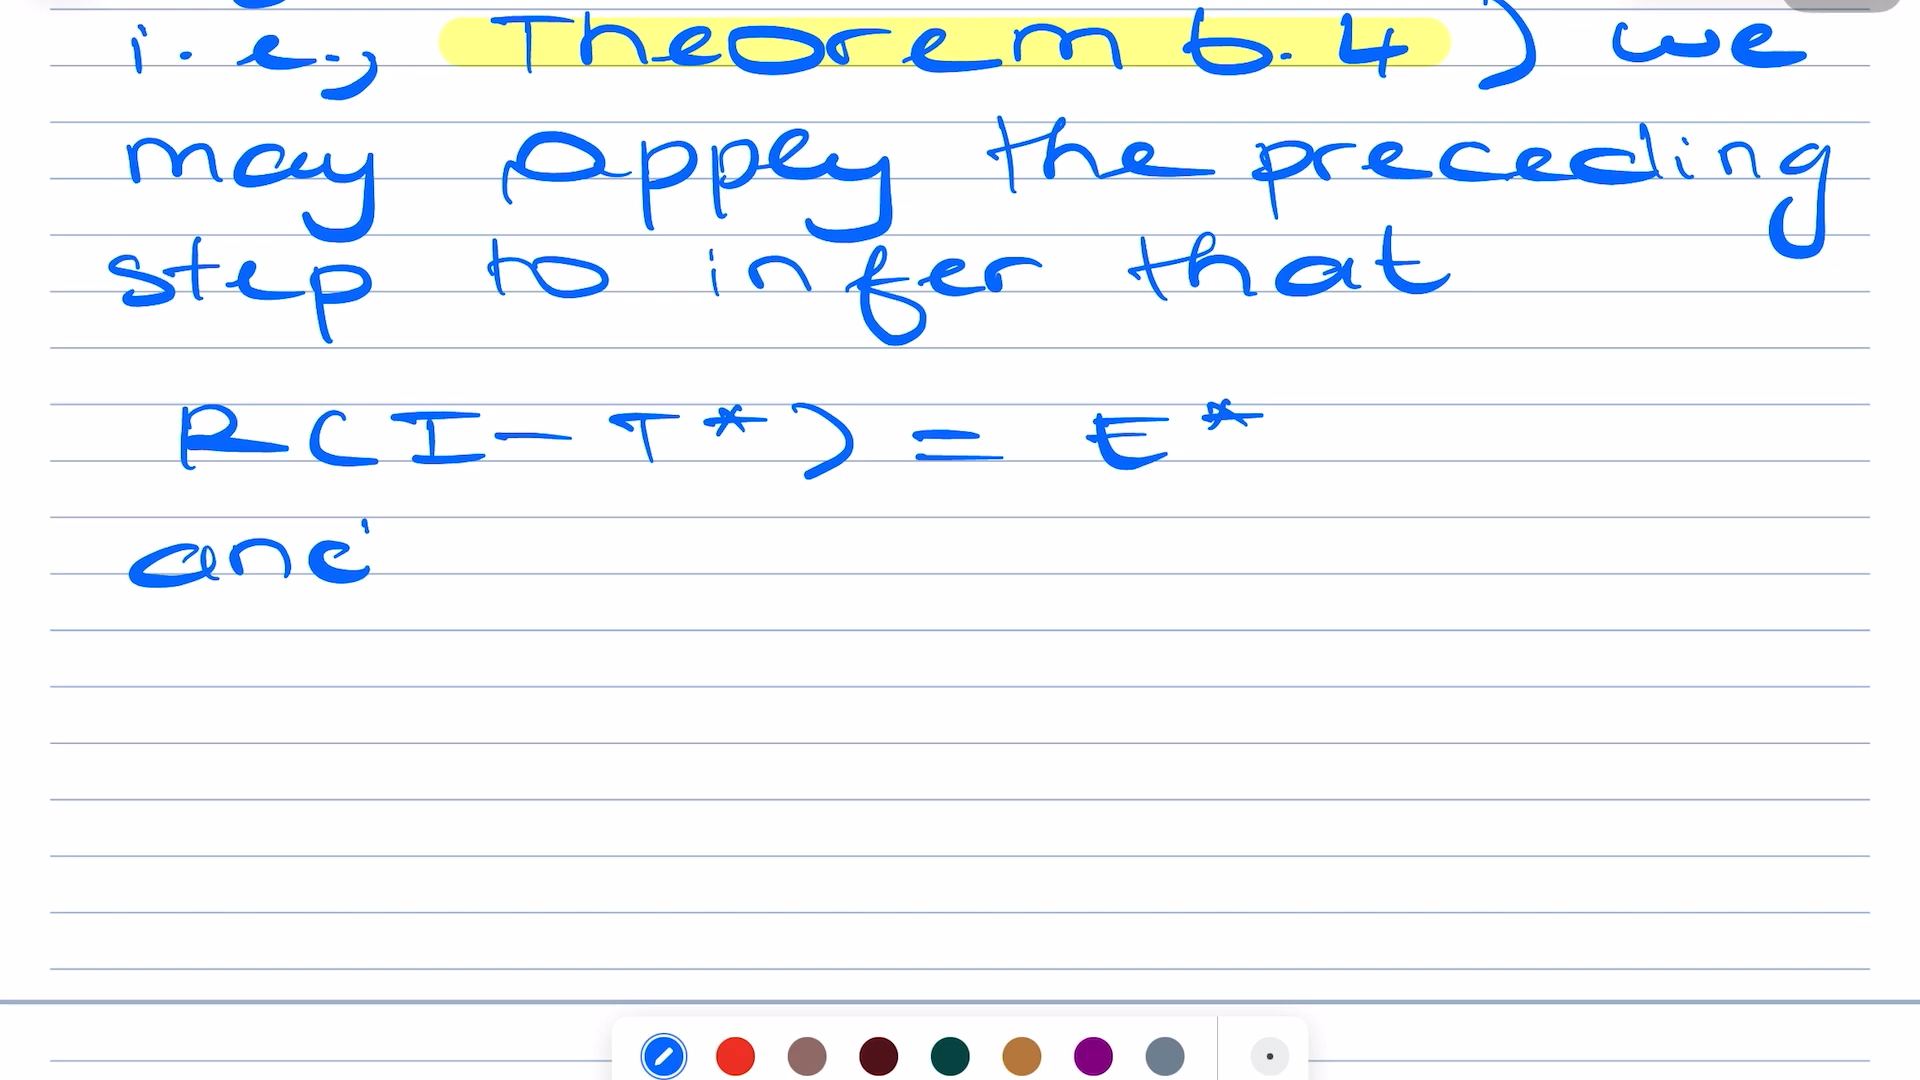 i.e., Theorem 6.4) we
may apply the preceding
step to infer that
R(I-T*) = E*
and